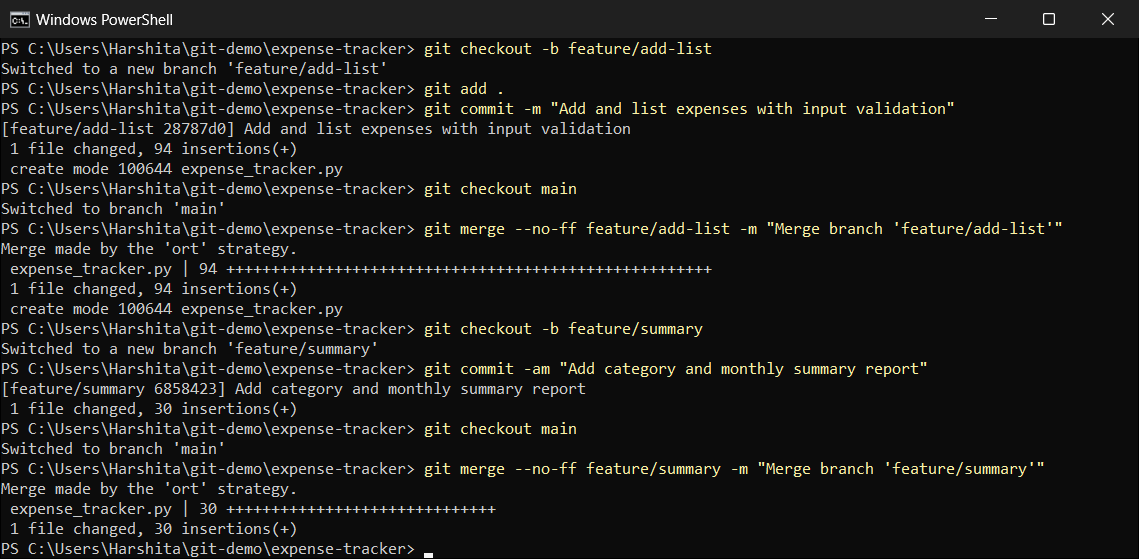 Windows PowerShell
PS C:\Users\Harshita\git-demo\expense-tracker> git checkout -b feature/add-list
Switched to a new branch 'feature/add-list'
PS C:\Users\Harshita\git-demo\expense-tracker> git add .
PS C:\Users\Harshita\git-demo\expense-tracker> git commit -m "Add and list expenses with input validation"
[feature/add-list 28787d0] Add and list expenses with input validation
 1 file changed, 94 insertions(+)
 create mode 100644 expense_tracker.py
PS C:\Users\Harshita\git-demo\expense-tracker> git checkout main
Switched to branch 'main'
PS C:\Users\Harshita\git-demo\expense-tracker> git merge --no-ff feature/add-list -m "Merge branch 'feature/add-list'"
Merge made by the 'ort' strategy.
 expense_tracker.py | 94 ++++++++++++++++++++++++++++++++++++++++++++++++++++++
 1 file changed, 94 insertions(+)
 create mode 100644 expense_tracker.py
PS C:\Users\Harshita\git-demo\expense-tracker> git checkout -b feature/summary
Switched to a new branch 'feature/summary'
PS C:\Users\Harshita\git-demo\expense-tracker> git commit -am "Add category and monthly summary report"
[feature/summary 6858423] Add category and monthly summary report
 1 file changed, 30 insertions(+)
PS C:\Users\Harshita\git-demo\expense-tracker> git checkout main
Switched to branch 'main'
PS C:\Users\Harshita\git-demo\expense-tracker> git merge --no-ff feature/summary -m "Merge branch 'feature/summary'"
Merge made by the 'ort' strategy.
 expense_tracker.py | 30 ++++++++++++++++++++++++++++++
 1 file changed, 30 insertions(+)
PS C:\Users\Harshita\git-demo\expense-tracker>